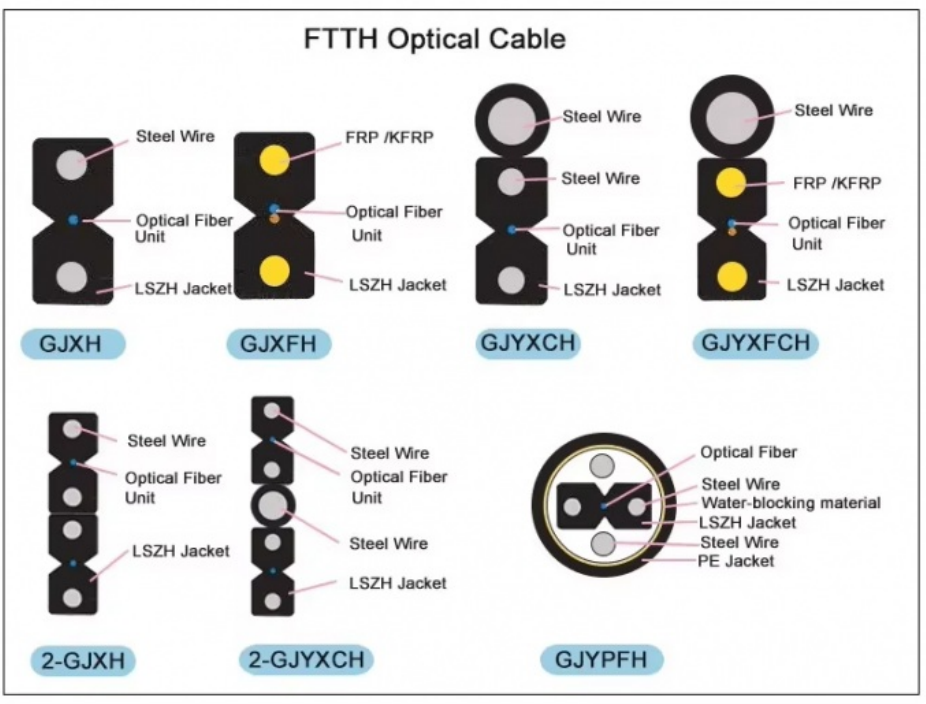 FTTH Optical Cable
Steel Wire
Optical Fiber
Unit
LSZH Jacket
GJXH
FRP /KFRP
Optical Fiber
Unit
LSZH Jacket
GJXFH
Steel Wire
Steel Wire
Optical Fiber
Unit
LSZH Jacket
GJYXCH
Steel Wire
FRP /KFRP
Optical Fiber
Unit
LSZH Jacket
GJYXFCH
Steel Wire
Optical Fiber
Unit
LSZH Jacket
2-GJXH
Steel Wire
Optical Fiber
Unit
Steel Wire
LSZH Jacket
2-GJYXCH
Optical Fiber
Steel Wire
Water-blocking material
LSZH Jacket
Steel Wire
PE Jacket
GJYPFH